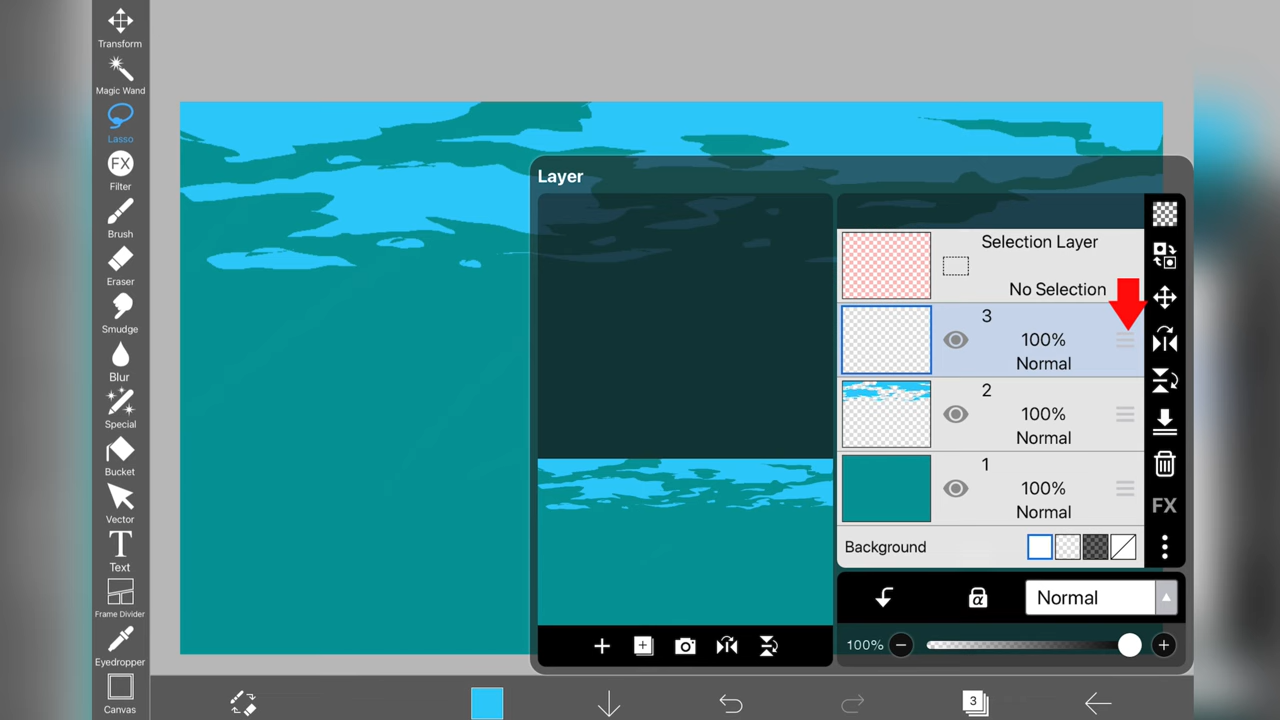 Transform
Magic Wand
Lasso
FX
Filter
Brush
Eraser
Smudge
Blur
Special
Bucket
Vector
T
Text
Frame Divider
Eyedropper
Canvas
Layer
Selection Layer
No Selection
3
100%
Normal
2
100%
Normal
1
100%
Normal
Background
FX
α
Normal
100%
3